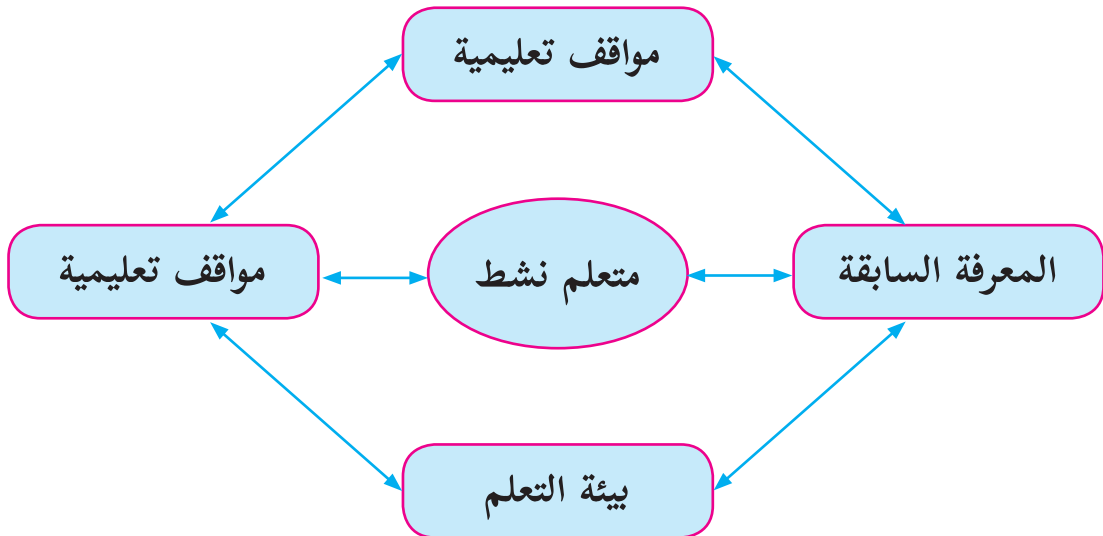 مواقف تعليمية
المعرفة السابقة
متعلم نشط
مواقف تعليمية
بيئة التعلم